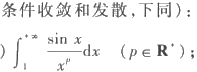 条件收敛和发散,下同):
) ∫₁^{+∞} sin x / x^p dx (p ∈ R⁺);